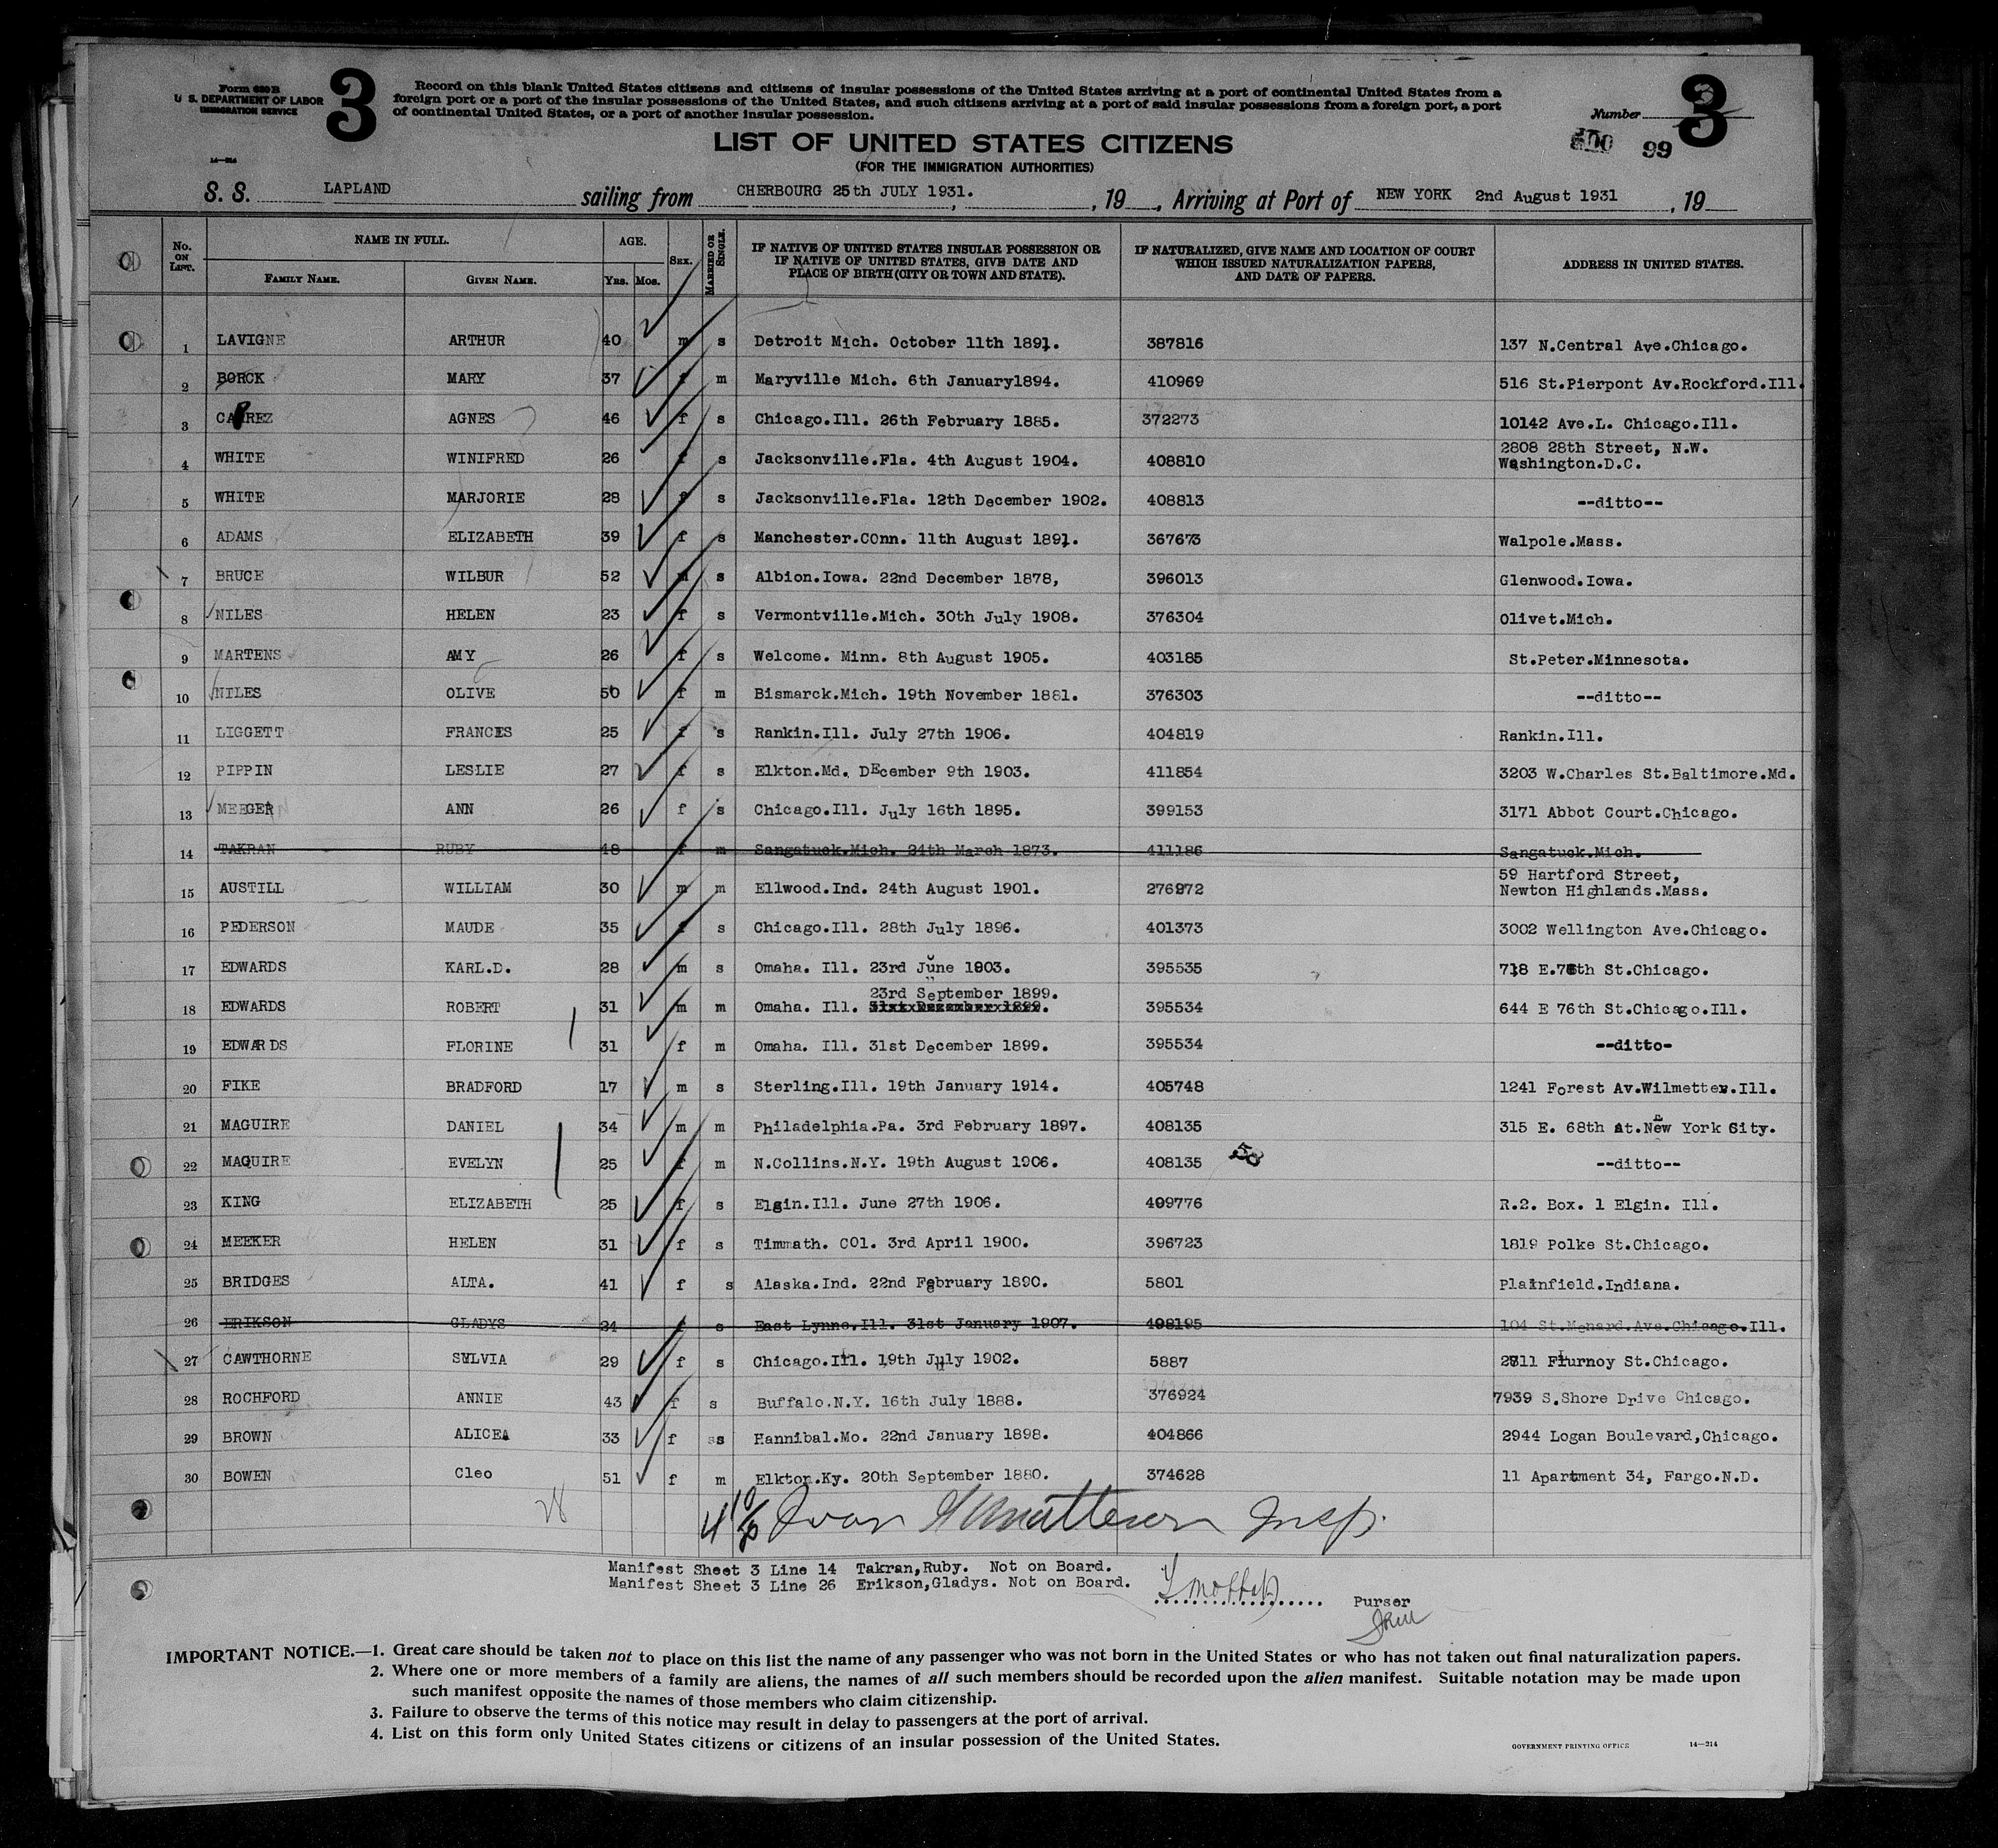 Form 630 B
U. S. DEPARTMENT OF LABOR
IMMIGRATION SERVICE
3
Record on this blank United States citizens and citizens of insular possessions of the United States arriving at a port of continental United States from a
foreign port or a port of the insular possessions of the United States, and such citizens arriving at a port of said insular possessions from a foreign port, a port
of continental United States, or a port of another insular possession.
Number 3
99
LIST OF UNITED STATES CITIZENS
(FOR THE IMMIGRATION AUTHORITIES)
14—214
S. S. LAPLAND sailing from CHERBOURG 25th JULY 1931. , 19 , Arriving at Port of NEW YORK 2nd August 1931 , 19
No. ON LIST. NAME IN FULL. FAMILY NAME. GIVEN NAME. AGE. YRS. MOS. SEX. MARRIED OR SINGLE. IF NATIVE OF UNITED STATES INSULAR POSSESSION OR IF NATIVE OF UNITED STATES, GIVE DATE AND PLACE OF BIRTH (CITY OR TOWN AND STATE). IF NATURALIZED, GIVE NAME AND LOCATION OF COURT WHICH ISSUED NATURALIZATION PAPERS, AND DATE OF PAPERS. ADDRESS IN UNITED STATES.
1 LAVIGNE ARTHUR 40 m s Detroit Mich. October 11th 1891. 387816 137 N.Central Ave.Chicago.
2 BORCK MARY 37 f m Maryville Mich. 6th January1894. 410969 516 St.Pierpont Av.Rockford.Ill.
3 CARREZ AGNES 46 f s Chicago.Ill. 26th February 1885. 372273 10142 Ave.L. Chicago.Ill.
4 WHITE WINIFRED 26 f s Jacksonville.Fla. 4th August 1904. 408810 2808 28th Street, N.W. Washington.D.C.
5 WHITE MARJORIE 28 f s Jacksonville.Fla. 12th December 1902. 408813 --ditto--
6 ADAMS ELIZABETH 39 f s Manchester.COnn. 11th August 1891. 367673 Walpole.Mass.
7 BRUCE WILBUR 52 m s Albion.Iowa. 22nd December 1878, 396013 Glenwood.Iowa.
8 NILES HELEN 23 f s Vermontville.Mich. 30th July 1908. 376304 Olivet.Mich.
9 MARTENS AMY 26 f s Welcome. Minn. 8th August 1905. 403185 St.Peter.Minnesota.
10 NILES OLIVE 50 f m Bismarck.Mich. 19th November 1881. 376303 --ditto--
11 LIGGETT FRANCES 25 f s Rankin.Ill. July 27th 1906. 404819 Rankin.Ill.
12 PIPPIN LESLIE 27 f s Elkton.Md. DEcember 9th 1903. 411854 3203 W.Charles St.Baltimore.Md.
13 MEEGER ANN 26 f s Chicago.Ill. July 16th 1895. 399153 3171 Abbot Court.Chicago.
14 TAKRAN RUBY 48 f m Sangatuck.Mich. 24th March 1873. 411186 Sangatuck.Mich.
15 AUSTILL WILLIAM 30 m m Ellwood.Ind. 24th August 1901. 276972 59 Hartford Street, Newton Highlands.Mass.
16 PEDERSON MAUDE 35 f s Chicago.Ill. 28th July 1896. 401373 3002 Wellington Ave.Chicago.
17 EDWARDS KARL.D. 28 m s Omaha. Ill. 23rd June 1903. 395535 718 E.76th St.Chicago.
23rd September 1899.
18 EDWARDS ROBERT 31 m m Omaha. Ill. 31st December 1899. 395534 644 E 76th St.Chicago.Ill.
19 EDWARDS FLORINE 31 f m Omaha. Ill. 31st December 1899. 395534 --ditto-
20 FIKE BRADFORD 17 m s Sterling.Ill. 19th January 1914. 405748 1241 Forest Av.Wilmette.Ill.
21 MAGUIRE DANIEL 34 m m Philadelphia.Pa. 3rd February 1897. 408135 315 E. 68th St.New York City.
22 MAQUIRE EVELYN 25 f m N.Collins.N.Y. 19th August 1906. 408135 --ditto--
23 KING ELIZABETH 25 f s Elgin.Ill. June 27th 1906. 409776 R.2. Box. 1 Elgin. Ill.
24 MEEKER HELEN 31 f s Timmath. COl. 3rd April 1900. 396723 1819 Polke St.Chicago.
25 BRIDGES ALTA. 41 f s Alaska.Ind. 22nd February 1890. 5801 Plainfield.Indiana.
26 ERIKSON GLADYS 24 f s East Lynne.Ill. 31st January 1907. 408195 104 St.Menard.Ave.Chicago.Ill.
27 CAWTHORNE SYLVIA 29 f s Chicago.Ill. 19th July 1902. 5887 2711 Flurnoy St.Chicago.
28 ROCHFORD ANNIE 43 f s Buffalo.N.Y. 16th July 1888. 376924 7939 S.Shore Drive Chicago.
29 BROWN ALICEA 33 f s Hannibal.Mo. 22nd January 1898. 404866 2944 Logan Boulevard,Chicago.
30 BOWEN Cleo 51 f m Elkton.Ky. 20th September 1880. 374628 11 Apartment 34, Fargo.N.D.
28 Insp.
Manifest Sheet 3 Line 14 Takran,Ruby. Not on Board.
Manifest Sheet 3 Line 26 Erikson,Gladys. Not on Board.
Purser
IMPORTANT NOTICE.—1. Great care should be taken not to place on this list the name of any passenger who was not born in the United States or who has not taken out final naturalization papers.
2. Where one or more members of a family are aliens, the names of all such members should be recorded upon the alien manifest. Suitable notation may be made upon
such manifest opposite the names of those members who claim citizenship.
3. Failure to observe the terms of this notice may result in delay to passengers at the port of arrival.
4. List on this form only United States citizens or citizens of an insular possession of the United States.
GOVERNMENT PRINTING OFFICE 14—214